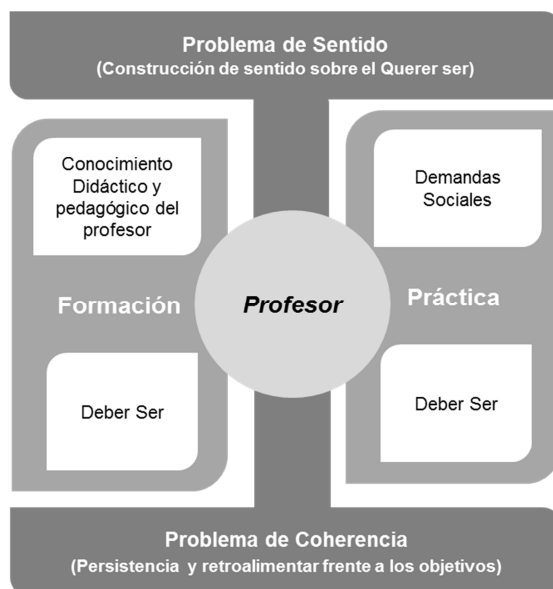 Problema de Sentido
(Construcción de sentido sobre el Querer ser)
Conocimiento
Didáctico y
pedagógico del
profesor
Formación
Deber Ser
Profesor
Demandas
Sociales
Práctica
Deber Ser
Problema de Coherencia
(Persistencia y retroalimentar frente a los objetivos)